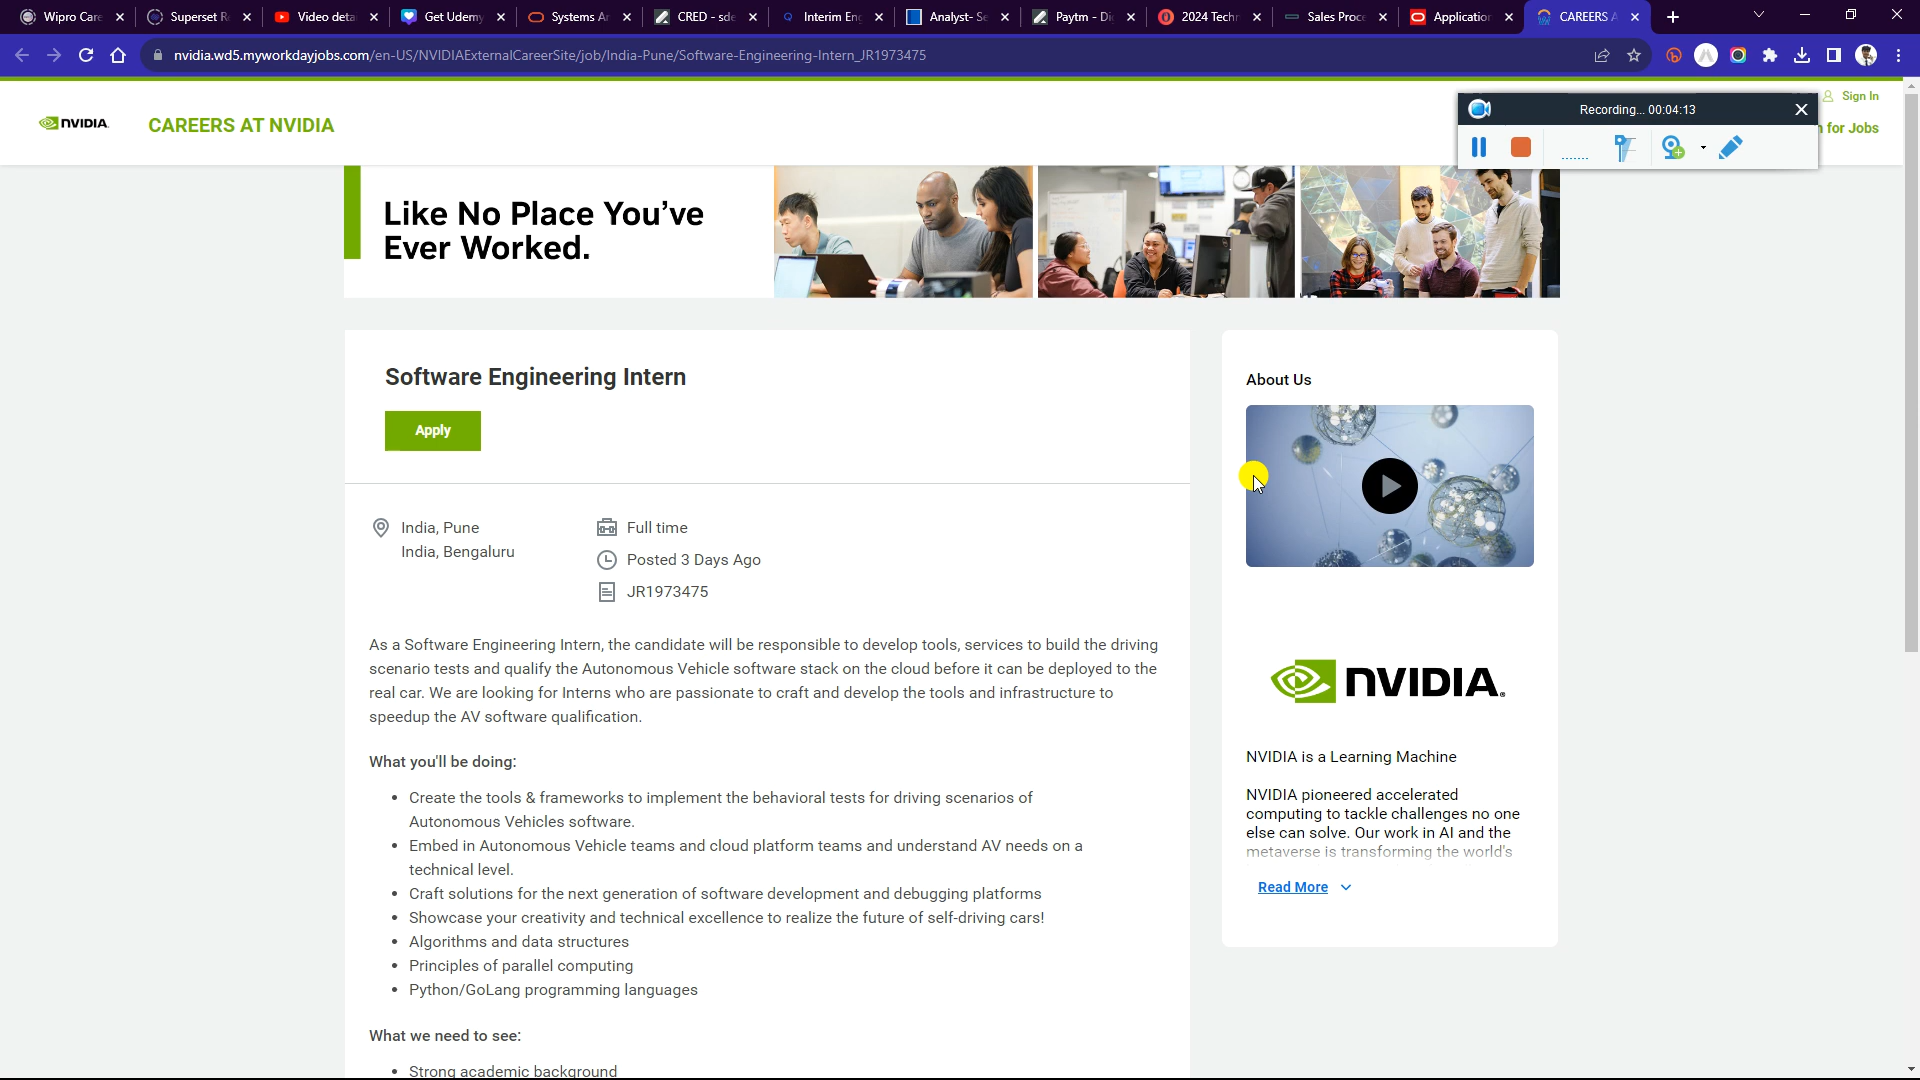 Wipro Car
Superset R
Video deta
Get Udemy
Systems Ar
CRED - sde
Interim En
Analyst- Se
Paytm - Di
2024 Techn
Sales Proce
Application
CAREERS A
nvidia.wd5.myworkdayjobs.com/en-US/NVIDIAExternalCareerSite/job/India-Pune/Software-Engineering-Intern_JR1973475
NVIDIA.
CAREERS AT NVIDIA
Recording... 00:04:13
Sign In
for Jobs
Like No Place You've
Ever Worked.
Software Engineering Intern
Apply
India, Pune
India, Bengaluru
Full time
Posted 3 Days Ago
JR1973475
As a Software Engineering Intern, the candidate will be responsible to develop tools, services to build the driving
scenario tests and qualify the Autonomous Vehicle software stack on the cloud before it can be deployed to the
real car. We are looking for Interns who are passionate to craft and develop the tools and infrastructure to
speedup the AV software qualification.
What you'll be doing:
• Create the tools & frameworks to implement the behavioral tests for driving scenarios of
Autonomous Vehicles software.
• Embed in Autonomous Vehicle teams and cloud platform teams and understand AV needs on a
technical level.
• Craft solutions for the next generation of software development and debugging platforms
• Showcase your creativity and technical excellence to realize the future of self-driving cars!
• Algorithms and data structures
• Principles of parallel computing
• Python/GoLang programming languages
What we need to see:
• Strong academic background
About Us
NVIDIA.
NVIDIA is a Learning Machine
NVIDIA pioneered accelerated
computing to tackle challenges no one
else can solve. Our work in AI and the
metaverse is transforming the world's
Read More